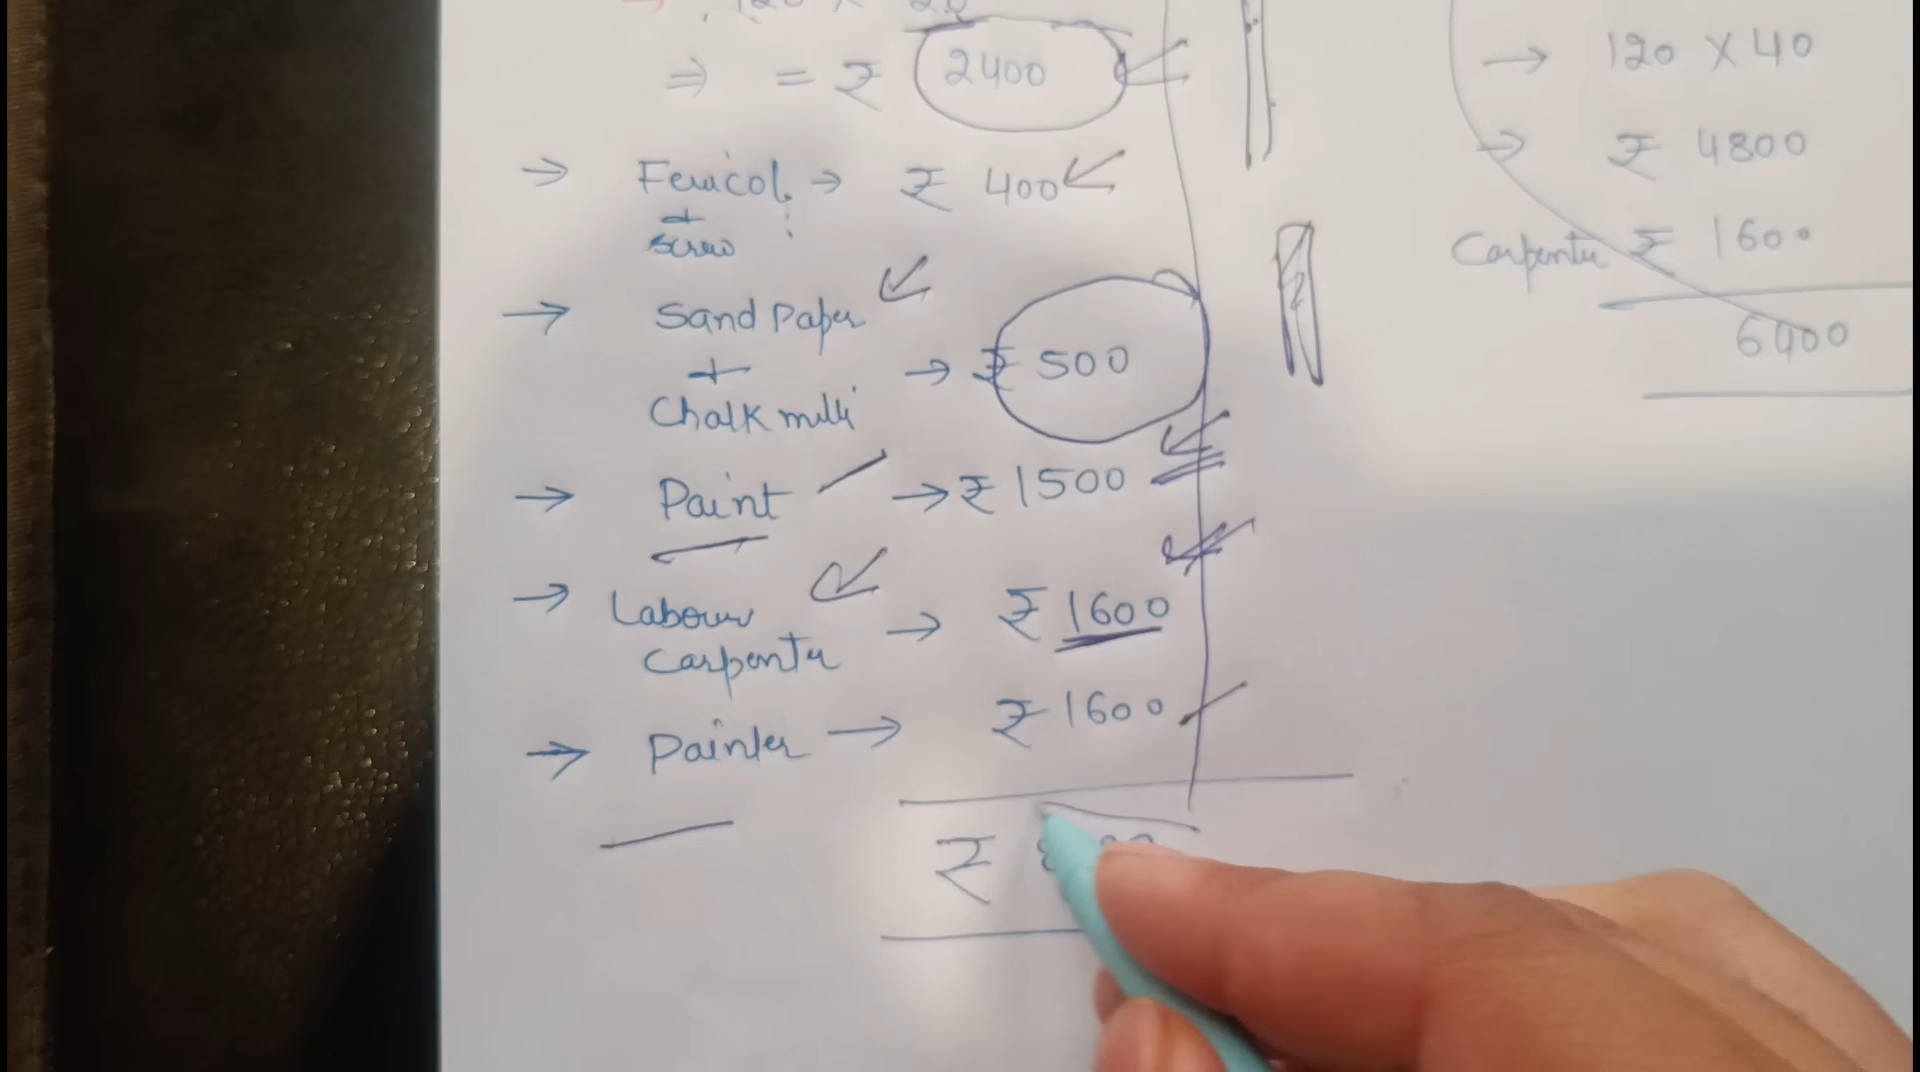 ⇒ = ₹ 2400
→ Fevicol → ₹ 400
+
screw
→ Sand Paper
+ → ₹ 500
Chalk
→ Paint → ₹ 1500
→ Labour
Carpenter → ₹ 1600
→ Painter → ₹ 1600
₹
→ 120 X 40
→ ₹ 4800
Carpenter ₹ 1600
6400